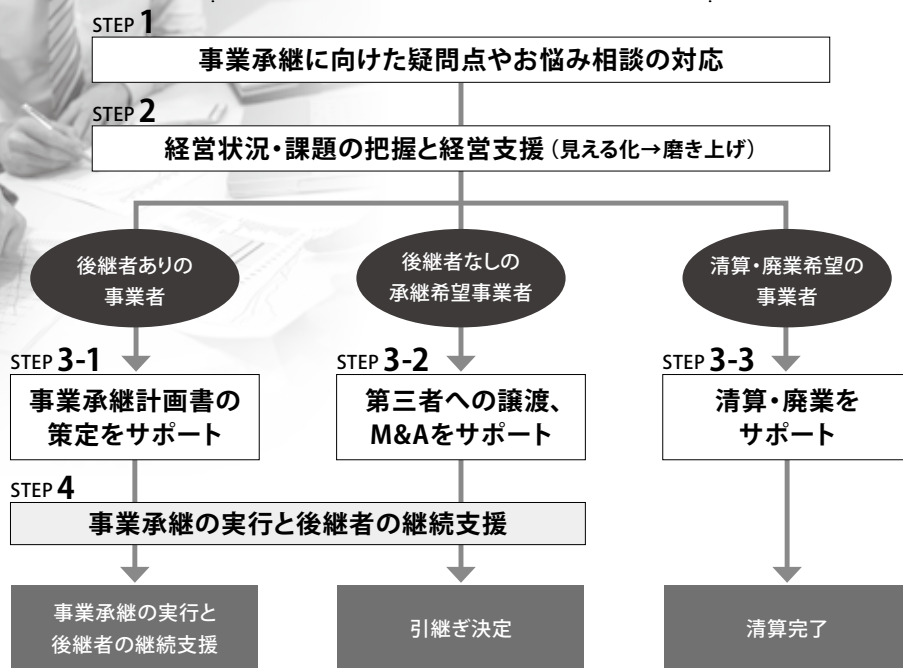 STEP 1
事業承継に向けた疑問点やお悩み相談の対応
STEP 2
経営状況・課題の把握と経営支援（見える化→磨き上げ）
後継者ありの
事業者
後継者なしの
承継希望事業者
清算・廃業希望の
事業者
STEP 3-1
事業承継計画書の
策定をサポート
STEP 3-2
第三者への譲渡、
M&Aをサポート
STEP 3-3
清算・廃業を
サポート
STEP 4
事業承継の実行と後継者の継続支援
事業承継の実行と
後継者の継続支援
引継ぎ決定
清算完了